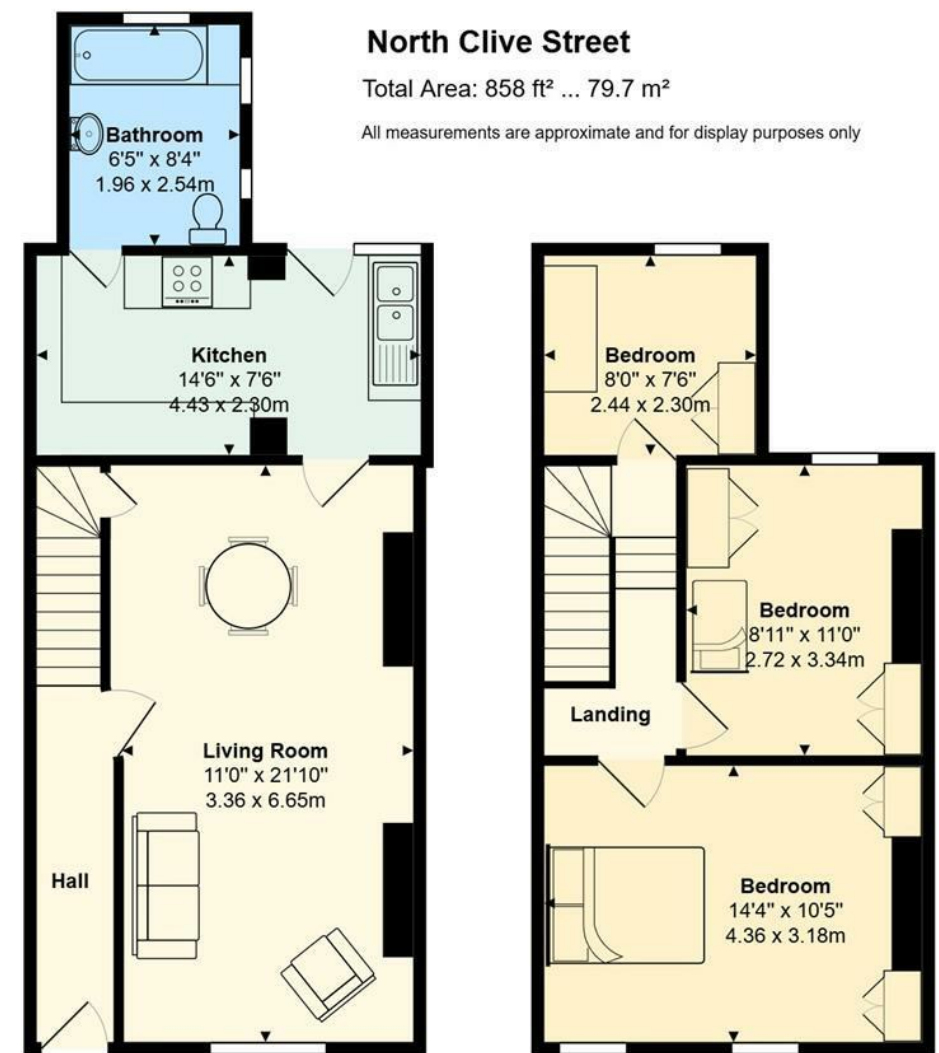 North Clive Street
Total Area: 858 ft² ... 79.7 m²
All measurements are approximate and for display purposes only
Bathroom
6'5" x 8'4"
1.96 x 2.54m
Kitchen
14'6" x 7'6"
4.43 x 2.30m
Living Room
11'0" x 21'10"
3.36 x 6.65m
Hall
Bedroom
8'0" x 7'6"
2.44 x 2.30m
Bedroom
8'11" x 11'0"
2.72 x 3.34m
Landing
Bedroom
14'4" x 10'5"
4.36 x 3.18m